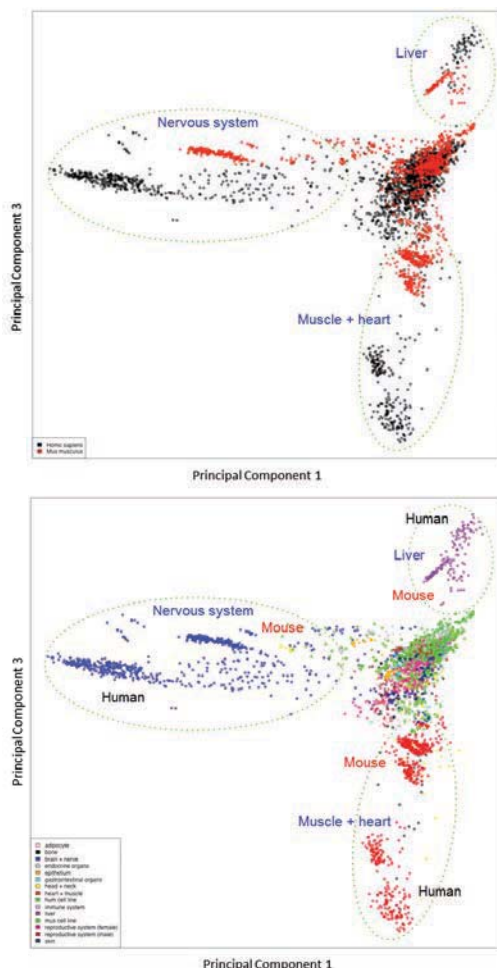 Liver
Nervous system
Principal Component 3
Muscle + heart
Homo sapiens
Mus musculus
Principal Component 1
Human
Liver
Nervous system
Mouse
Mouse
Human
Principal Component 3
Mouse
Muscle + heart
Human
adipocyte
bone
brain + nerve
endocrine organs
epithelium
gastrointestinal organs
head + neck
heart + muscle
hum cell line
immune system
liver
mus cell line
reproductive system (female)
reproductive system (male)
skin
Principal Component 1